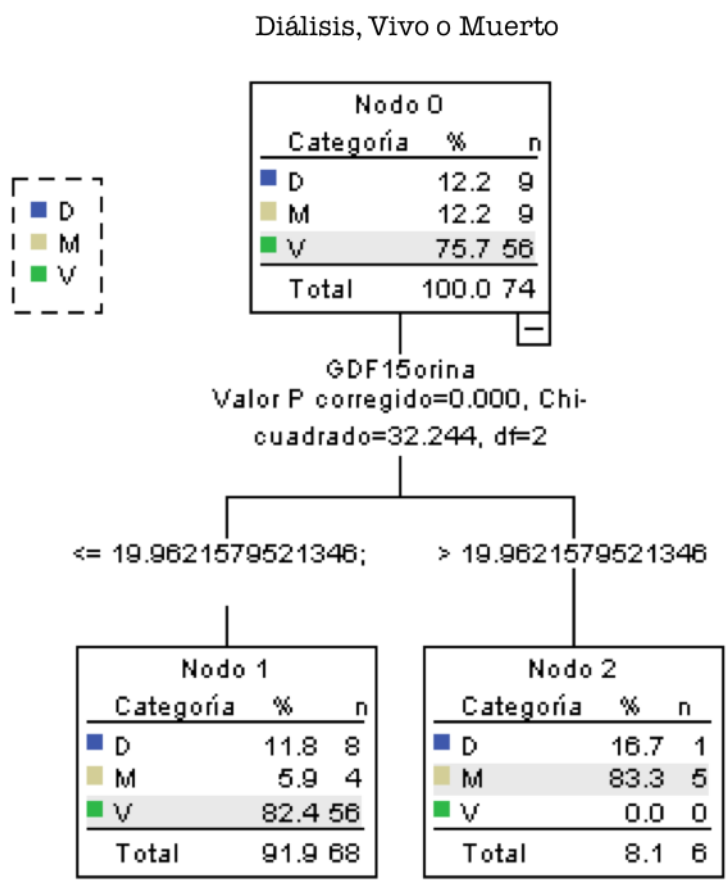 Diálisis, Vivo o Muerto
Nodo 0
Categoría % n
D 12.2 9
M 12.2 9
V 75.7 56
Total 100.0 74
D
M
V
GDF15orina
Valor P corregido=0.000, Chi-
cuadrado=32.244, df=2
<= 19.96215795213 46;
> 19.9621579521346
Nodo 1
Categoría % n
D 11.8 8
M 5.9 4
V 82.4 56
Total 91.9 68
Nodo 2
Categoría % n
D 16.7 1
M 83.3 5
V 0.0 0
Total 8.1 6